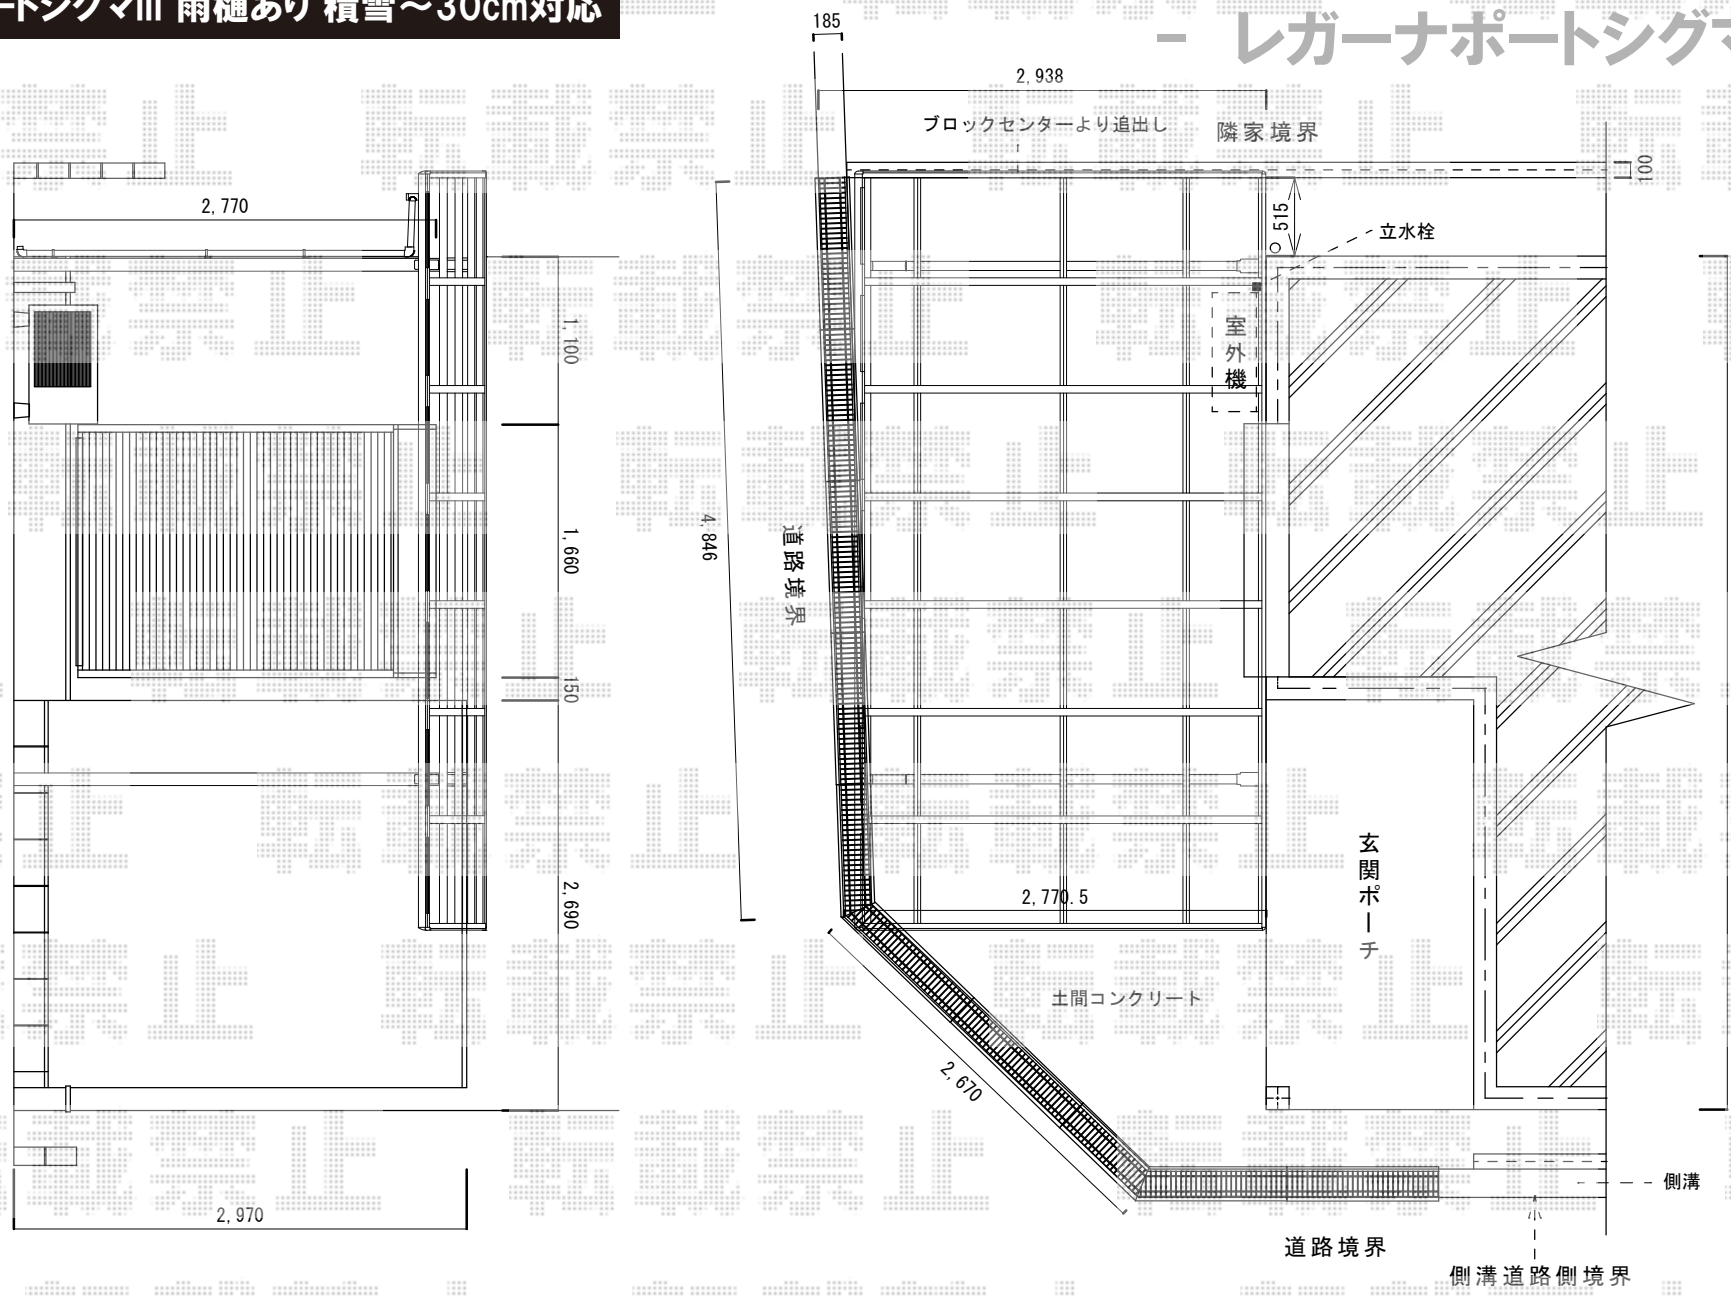 ートシグマIII 雨樋あり 積雪～30cm対応
－ レガーナポートシグマ
185
2,938
ブロックセンターより追出し
隣家境界
100
2,770
515
立水栓
室外機
1,100
4,846
道路境界
1,660
150
2,690
2,770.5
玄関ポーチ
土間コンクリート
2,670
2,970
側溝
道路境界
側溝道路側境界
転載禁止